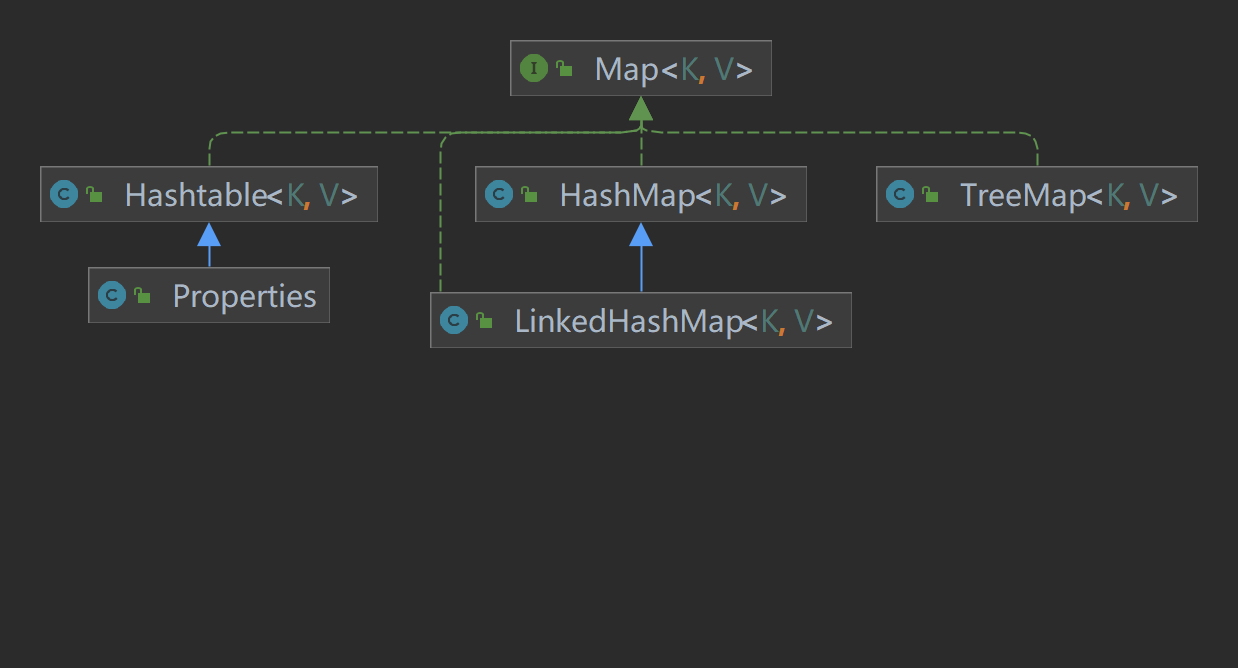 I Map<K, V>
C Hashtable<K, V>
C HashMap<K, V>
C TreeMap<K, V>
C Properties
C LinkedHashMap<K, V>